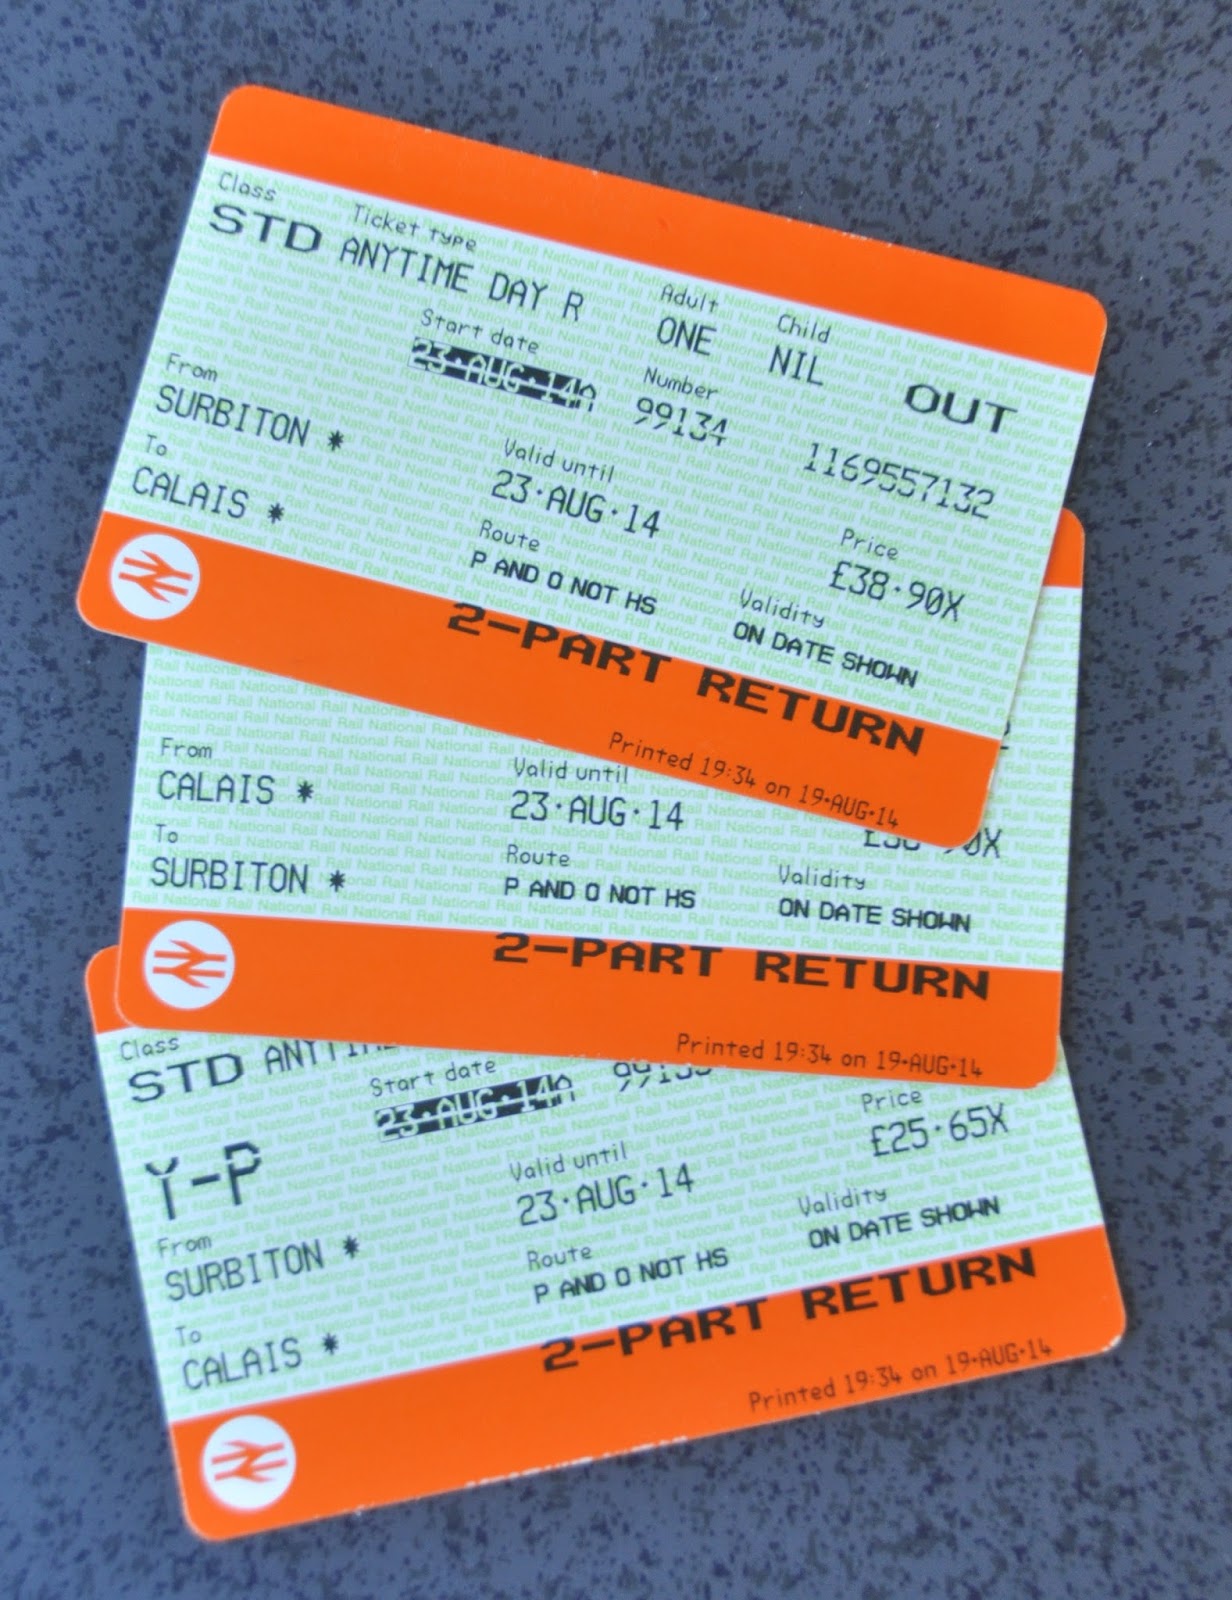 Class Ticket type
STD ANYTIME DAY R
Adult Child
ONE NIL
OUT
Start date Number
23·AUG·14A 99134 1169557132
From
SURBITON *
Valid until Price
23·AUG·14 £38·90X
To
CALAIS *
Route Validity
P AND O NOT HS ON DATE SHOWN
2-PART RETURN
Printed 19:34 on 19·AUG·14
From Valid until
CALAIS * 23·AUG·14
To Route Validity
SURBITON * P AND O NOT HS ON DATE SHOWN
2-PART RETURN
Printed 19:34 on 19·AUG·14
Class
STD
Start date
23·AUG·14A
Price
£25·65X
Y-P
Valid until
23·AUG·14
Validity
ON DATE SHOWN
From
SURBITON *
Route
P AND O NOT HS
To
CALAIS *
2-PART RETURN
Printed 19:34 on 19·AUG·14